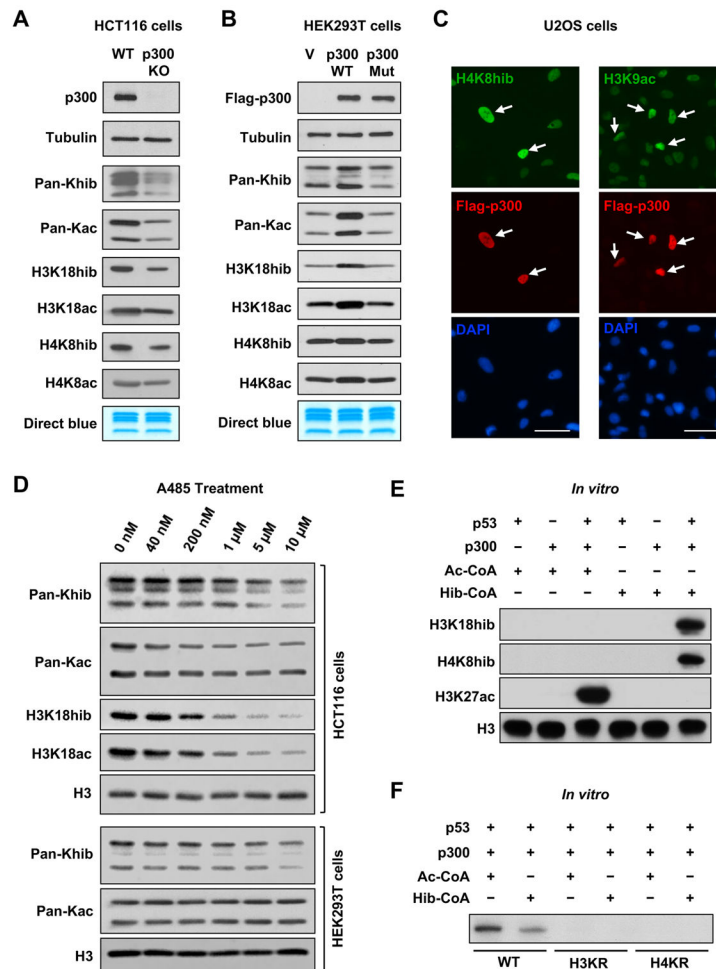 A
HCT116 cells
WT p300
KO
p300
Tubulin
Pan-Khib
Pan-Kac
H3K18hib
H3K18ac
H4K8hib
H4K8ac
Direct blue
B
HEK293T cells
V p300 p300
WT Mut
Flag-p300
Tubulin
Pan-Khib
Pan-Kac
H3K18hib
H3K18ac
H4K8hib
H4K8ac
Direct blue
C
U2OS cells
H4K8hib H3K9ac
Flag-p300 Flag-p300
DAPI DAPI
D
A485 Treatment
0 nM 40 nM 200 nM 1 µM 5 µM 10 µM
Pan-Khib
Pan-Kac
H3K18hib
H3K18ac
H3
HCT116 cells
Pan-Khib
Pan-Kac
H3
HEK293T cells
E
In vitro
p53 + – + + – +
p300 – + + – + +
Ac-CoA + + + – – –
Hib-CoA – – – + + +
H3K18hib
H4K8hib
H3K27ac
H3
F
In vitro
p53 + + + + + +
p300 + + + + + +
Ac-CoA + – + – + –
Hib-CoA – + – + – +
WT H3KR H4KR